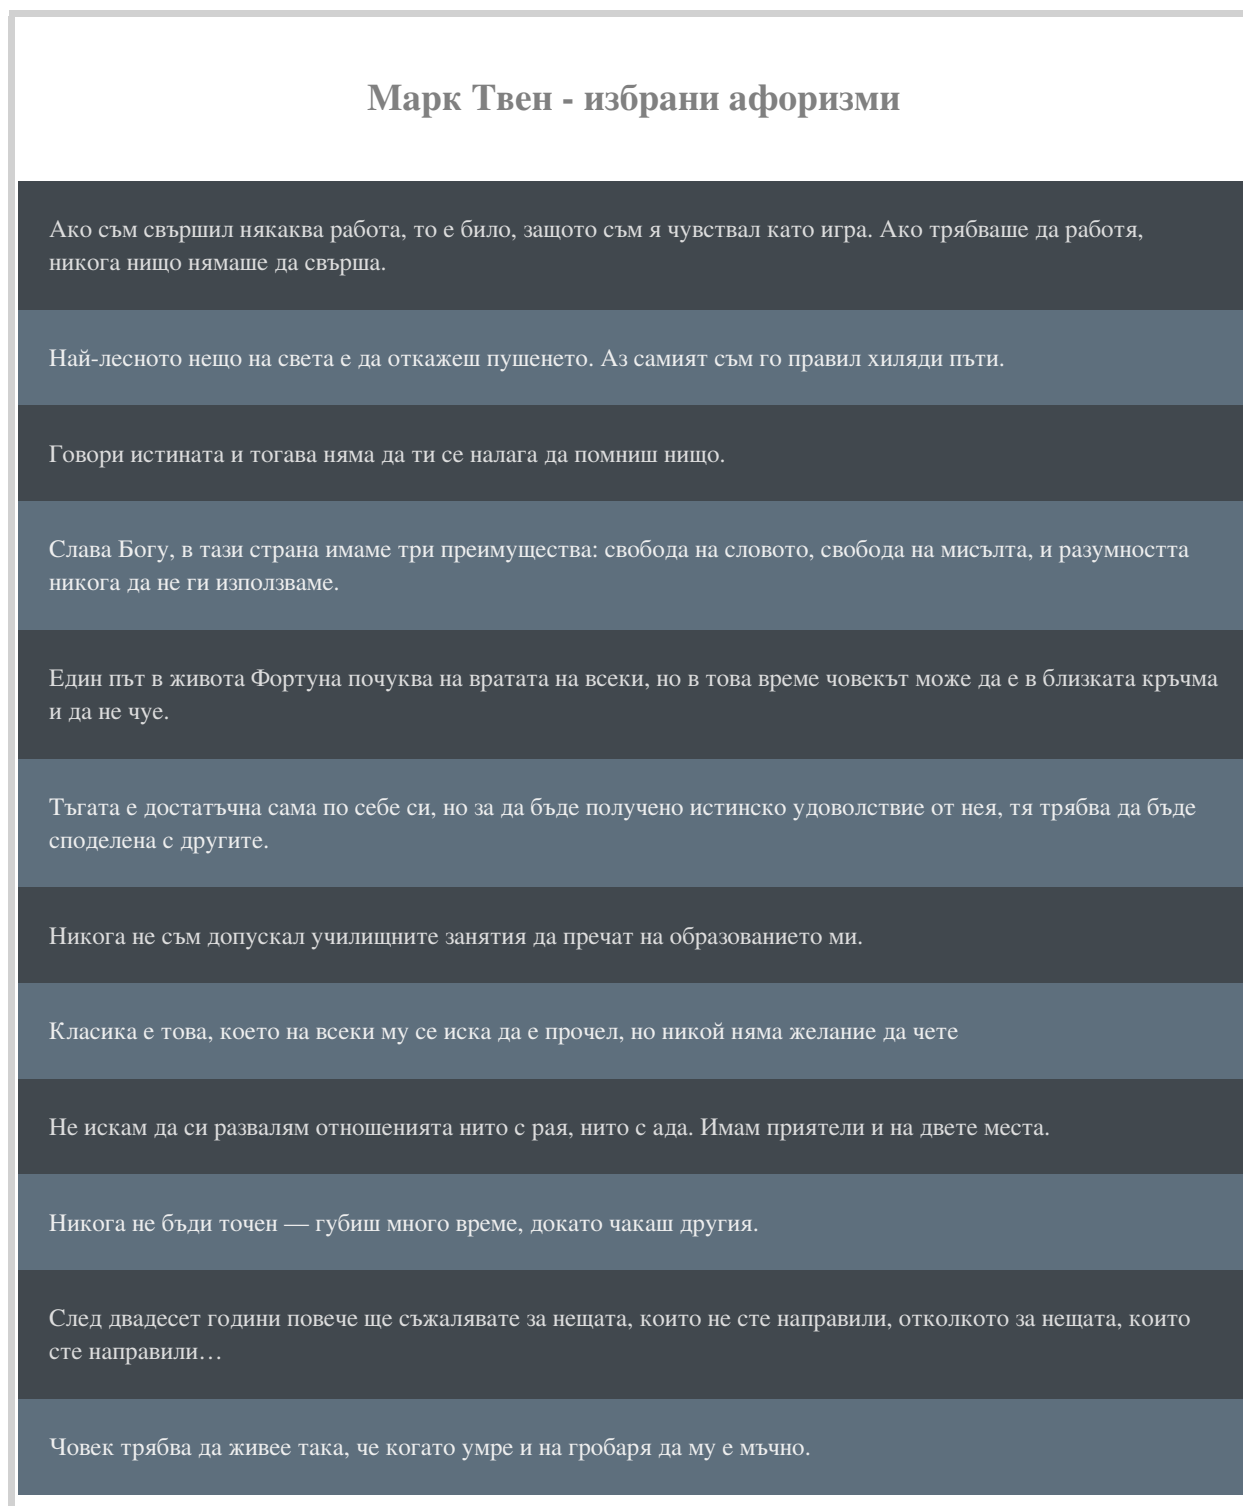 Марк Твен - избрани афоризми
Ако съм свършил някаква работа, то е било, защото съм я чувствал като игра. Ако трябваше да работя,
никога нищо нямаше да свърша.
Най-лесното нещо на света е да откажеш пушенето. Аз самият съм го правил хиляди пъти.
Говори истината и тогава няма да ти се налага да помниш нищо.
Слава Богу, в тази страна имаме три преимущества: свобода на словото, свобода на мисълта, и разумността
никога да не ги използваме.
Един път в живота Фортуна почуква на вратата на всеки, но в това време човекът може да е в близката кръчма
и да не чуе.
Тъгата е достатъчна сама по себе си, но за да бъде получено истинско удоволствие от нея, тя трябва да бъде
споделена с другите.
Никога не съм допускал училищните занятия да пречат на образованието ми.
Класика е това, което на всеки му се иска да е прочел, но никой няма желание да чете
Не искам да си развалям отношенията нито с рая, нито с ада. Имам приятели и на двете места.
Никога не бъди точен — губиш много време, докато чакаш другия.
След двадесет години повече ще съжалявате за нещата, които не сте направили, отколкото за нещата, които
сте направили…
Човек трябва да живее така, че когато умре и на гробаря да му е мъчно.